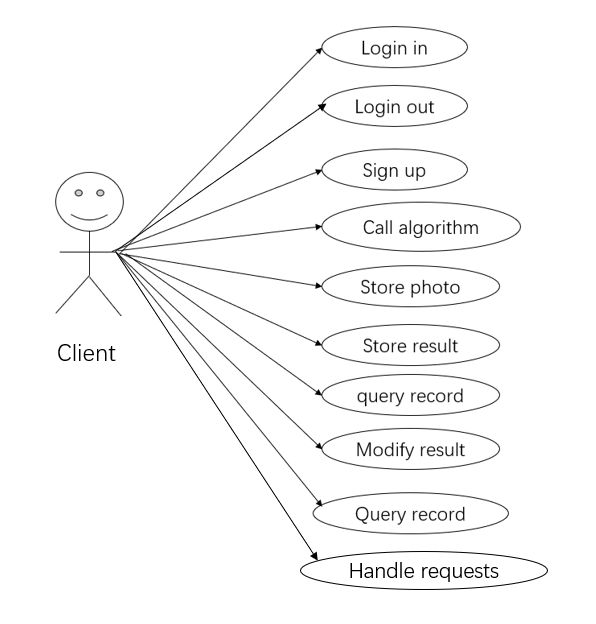 Login in
Login out
Sign up
Call algorithm
Store photo
Store result
Client
query record
Modify result
Query record
Handle requests